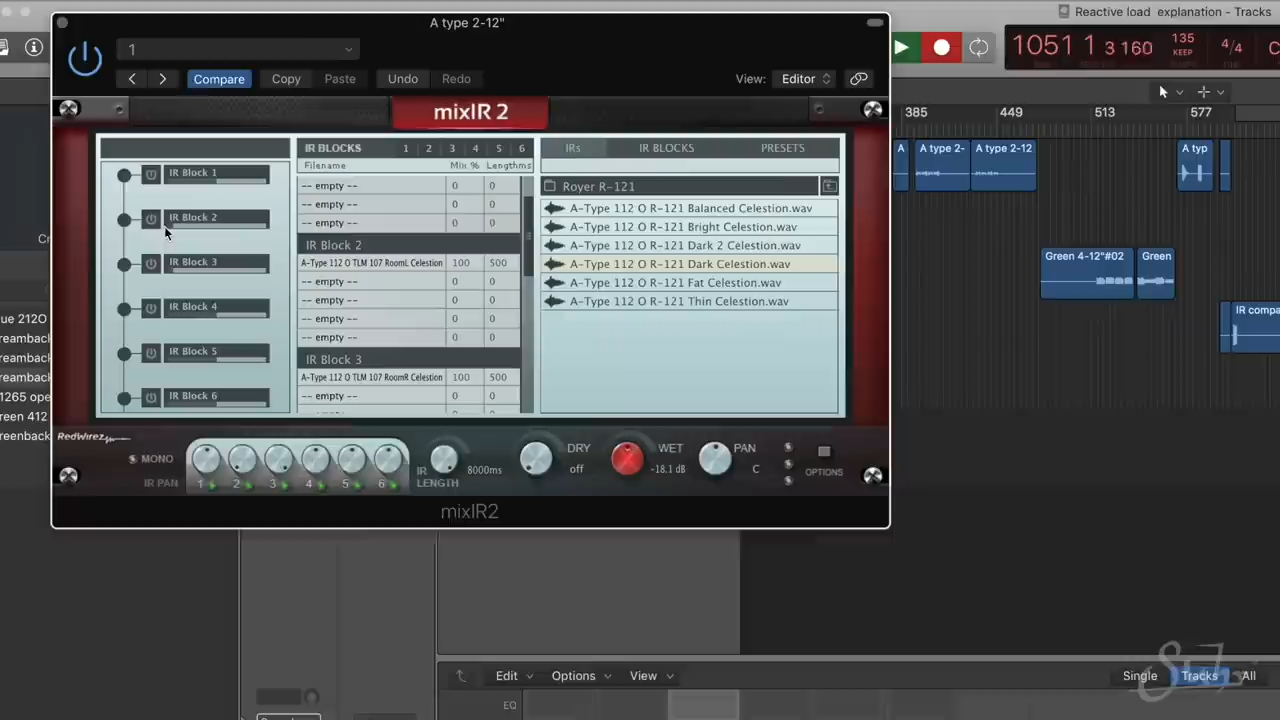 Reactive load explanation - Tracks
A type 2-12"
1
Compare
Copy
Paste
Undo
Redo
View:
Editor
1051 1 3 160
135
KEEP
4/4
385
449
513
577
mixIR 2
IR BLOCKS 1 2 3 4 5 6
Filename Mix % Lengthms
-- empty -- 0 0
-- empty -- 0 0
-- empty -- 0 0
IR Block 2
A-Type 112 O TLM 107 RoomL Celestion 100 500
-- empty -- 0 0
-- empty -- 0 0
-- empty -- 0 0
-- empty -- 0 0
IR Block 3
A-Type 112 O TLM 107 RoomR Celestion 100 500
-- empty -- 0 0
IR Block 1
IR Block 2
IR Block 3
IR Block 4
IR Block 5
IR Block 6
IRs
IR BLOCKS
PRESETS
Royer R-121
A-Type 112 O R-121 Balanced Celestion.wav
A-Type 112 O R-121 Bright Celestion.wav
A-Type 112 O R-121 Dark 2 Celestion.wav
A-Type 112 O R-121 Dark Celestion.wav
A-Type 112 O R-121 Fat Celestion.wav
A-Type 112 O R-121 Thin Celestion.wav
A
A type 2-
A type 2-12
A typ
Green 4-12"#02
Green
IR compa
ue 212O
reamback
reamback
reamback
1265 ope
reen 412
reenback
RedWirez
MONO
IR PAN
1 2 3 4 5 6
IR
LENGTH
8000ms
DRY
off
WET
-18.1 dB
PAN
C
OPTIONS
mixIR2
Edit
Options
View
Single
Tracks
All
EQ